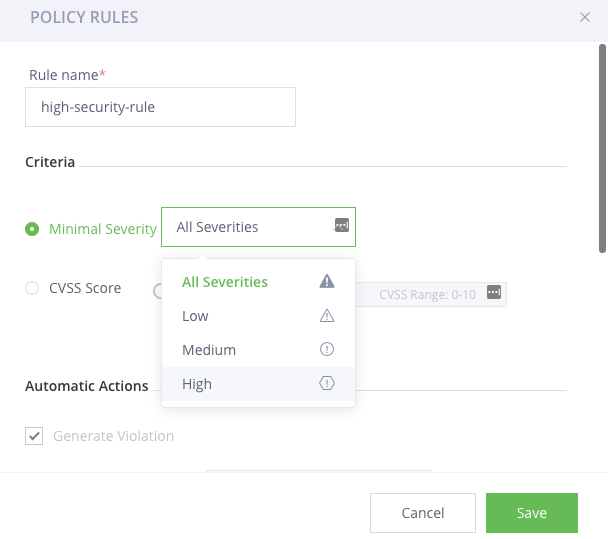 POLICY RULES
Rule name*
high-security-rule
Criteria
Minimal Severity
All Severities
All Severities
Low
Medium
High
CVSS Score
CVSS Range: 0-10
Automatic Actions
Generate Violation
Cancel
Save